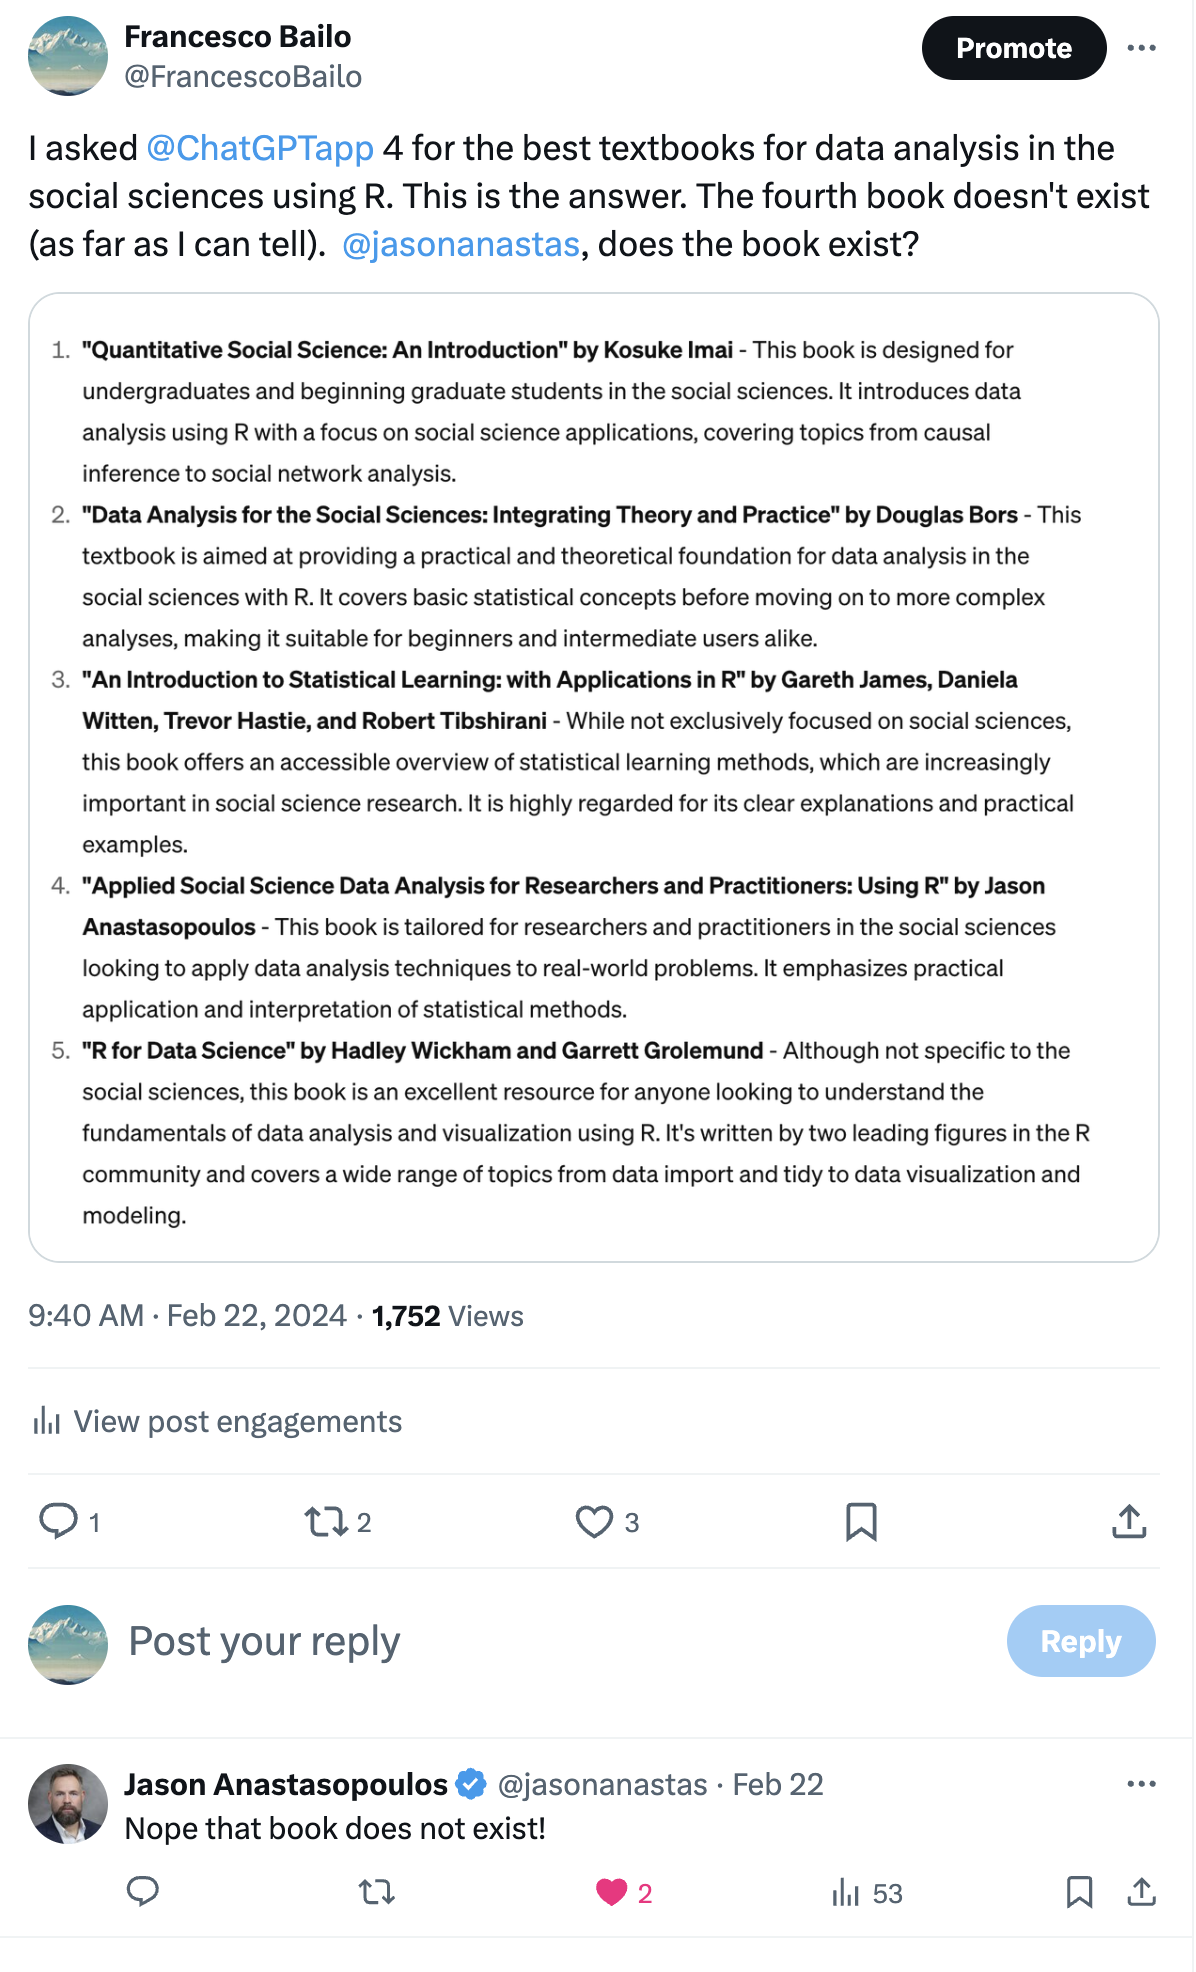 Francesco Bailo
@FrancescoBailo
Promote
I asked @ChatGPTapp 4 for the best textbooks for data analysis in the
social sciences using R. This is the answer. The fourth book doesn't exist
(as far as I can tell). @jasonanastas, does the book exist?
1. "Quantitative Social Science: An Introduction" by Kosuke Imai - This book is designed for
undergraduates and beginning graduate students in the social sciences. It introduces data
analysis using R with a focus on social science applications, covering topics from causal
inference to social network analysis.
2. "Data Analysis for the Social Sciences: Integrating Theory and Practice" by Douglas Bors - This
textbook is aimed at providing a practical and theoretical foundation for data analysis in the
social sciences with R. It covers basic statistical concepts before moving on to more complex
analyses, making it suitable for beginners and intermediate users alike.
3. "An Introduction to Statistical Learning: with Applications in R" by Gareth James, Daniela
Witten, Trevor Hastie, and Robert Tibshirani - While not exclusively focused on social sciences,
this book offers an accessible overview of statistical learning methods, which are increasingly
important in social science research. It is highly regarded for its clear explanations and practical
examples.
4. "Applied Social Science Data Analysis for Researchers and Practitioners: Using R" by Jason
Anastasopoulos - This book is tailored for researchers and practitioners in the social sciences
looking to apply data analysis techniques to real-world problems. It emphasizes practical
application and interpretation of statistical methods.
5. "R for Data Science" by Hadley Wickham and Garrett Grolemund - Although not specific to the
social sciences, this book is an excellent resource for anyone looking to understand the
fundamentals of data analysis and visualization using R. It's written by two leading figures in the R
community and covers a wide range of topics from data import and tidy to data visualization and
modeling.
9:40 AM · Feb 22, 2024 · 1,752 Views
View post engagements
1 2 3
Post your reply
Reply
Jason Anastasopoulos @jasonanastas · Feb 22
Nope that book does not exist!
2 53